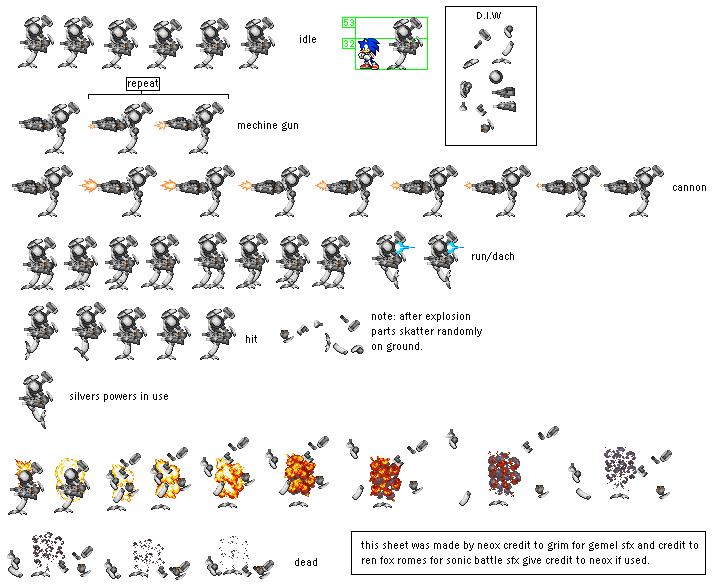 D.I.W
53
32
idle
repeat
mechine gun
cannon
run/dach
note: after explosion
parts skatter randomly
on ground.
hit
silvers powers in use
dead
this sheet was made by neox credit to grim for gemel sfx and credit to
ren fox romes for sonic battle sfx give credit to neox if used.